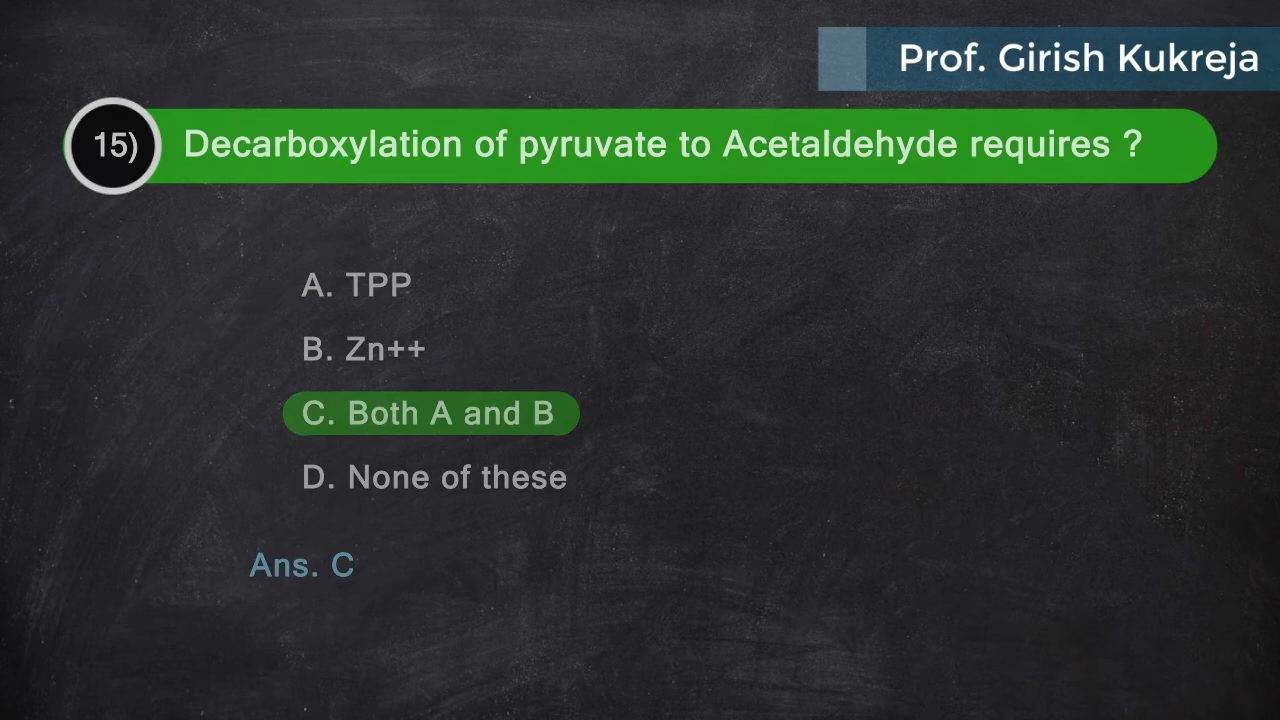 Prof. Girish Kukreja
15) Decarboxylation of pyruvate to Acetaldehyde requires ?
A. TPP
B. Zn++
C. Both A and B
D. None of these
Ans. C